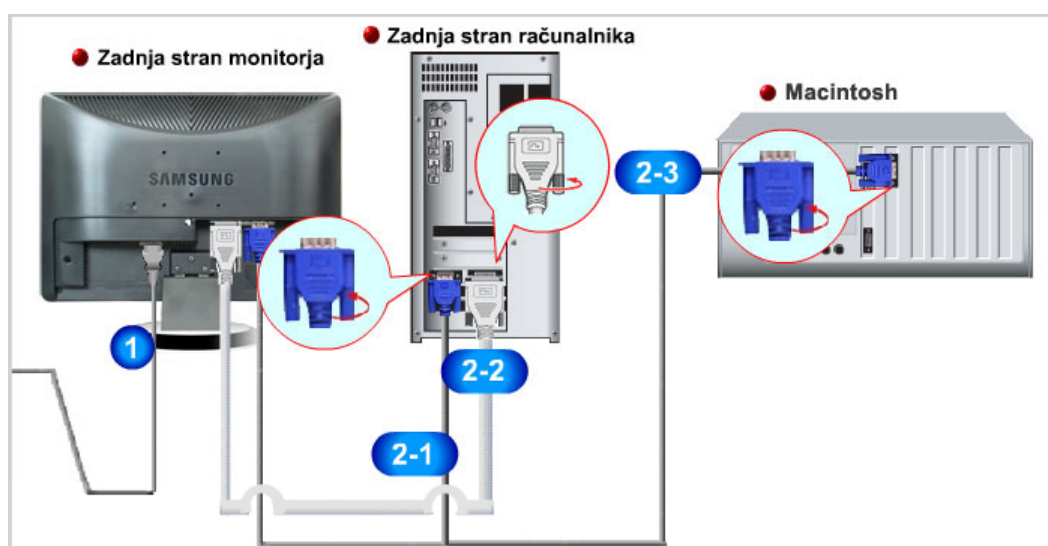 Zadnja stran monitorja
Zadnja stran računalnika
Macintosh
SAMSUNG
1
2-1
2-2
2-3